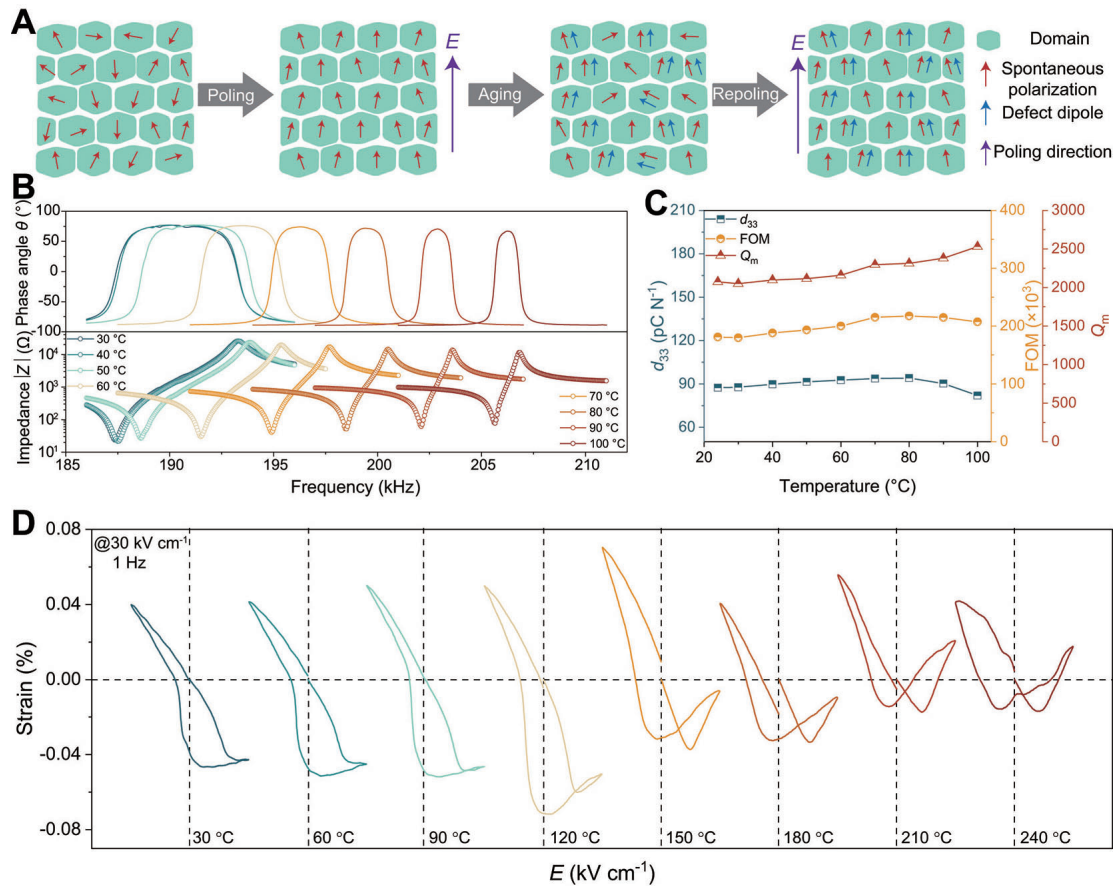 A
Poling
E
Aging
Repoling
E
Domain
Spontaneous
polarization
Defect dipole
Poling direction
B
Phase angle θ (°)
100
50
0
-50
-100
Impedance |Z| (Ω)
10⁴
10³
10²
10¹
30 °C
40 °C
50 °C
60 °C
70 °C
80 °C
90 °C
100 °C
185 190 195 200 205 210
Frequency (kHz)
C
d₃₃ (pC N⁻¹)
210
180
150
120
90
60
d₃₃
FOM
Qₘ
400
300
200
100
0
FOM (×10³)
3000
2500
2000
1500
1000
500
0
Qₘ
20 40 60 80 100
Temperature (°C)
D
@30 kV cm⁻¹
1 Hz
Strain (%)
0.08
0.04
0.00
-0.04
-0.08
30 °C 60 °C 90 °C 120 °C 150 °C 180 °C 210 °C 240 °C
E (kV cm⁻¹)